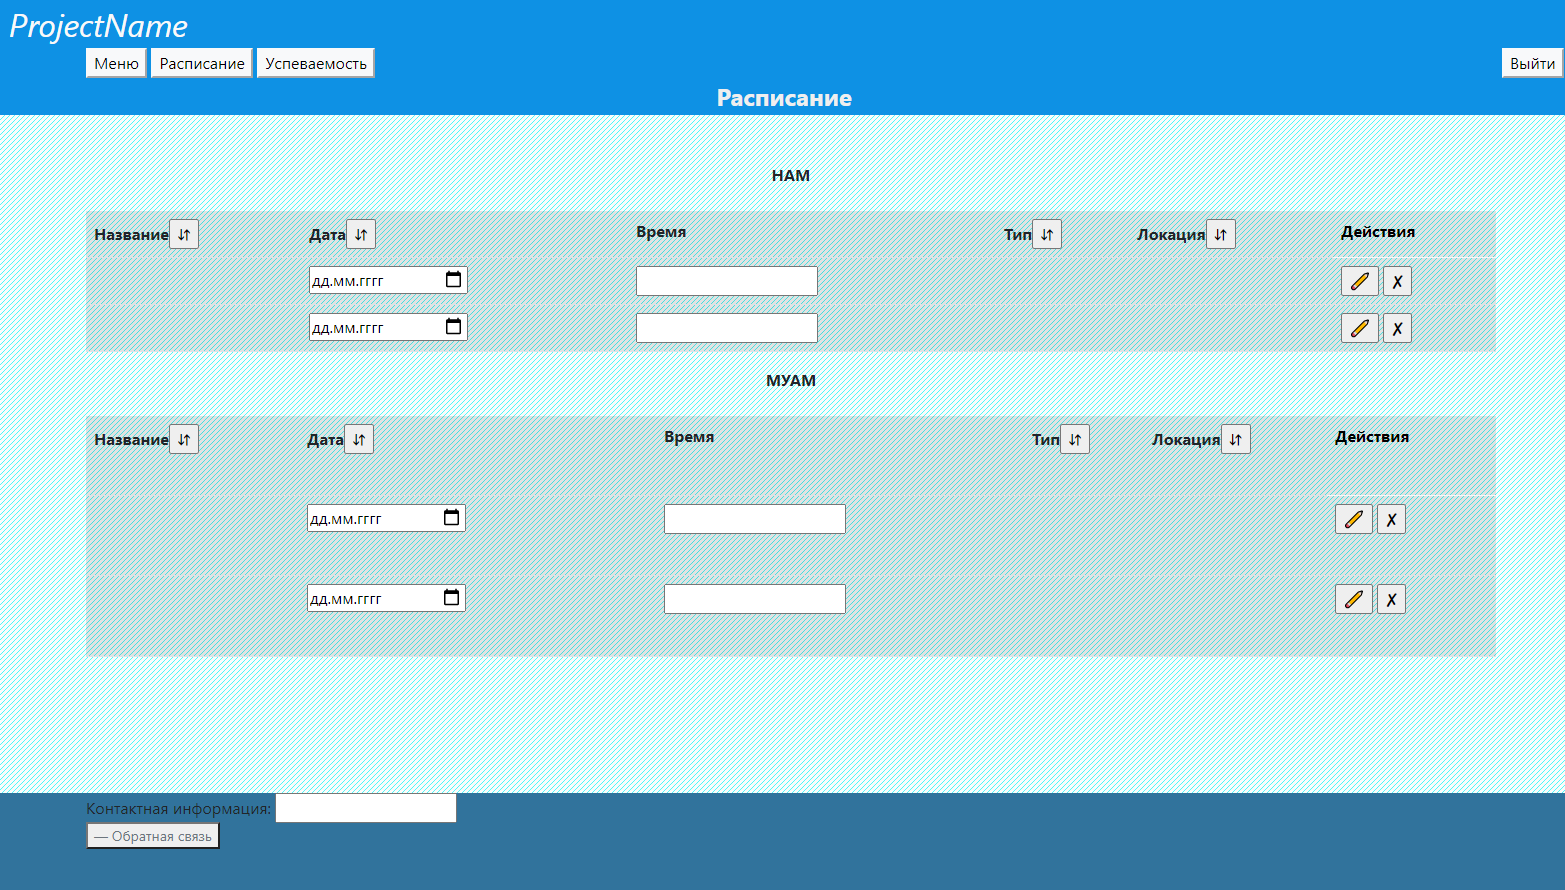 ProjectName
Меню Расписание Успеваемость Выйти
Расписание
НАМ
Название Дата Время Тип Локация Действия
дд.мм.гггг ✗
дд.мм.гггг ✗
МУАМ
Название Дата Время Тип Локация Действия
дд.мм.гггг ✗
дд.мм.гггг ✗
Контактная информация:
— Обратная связь